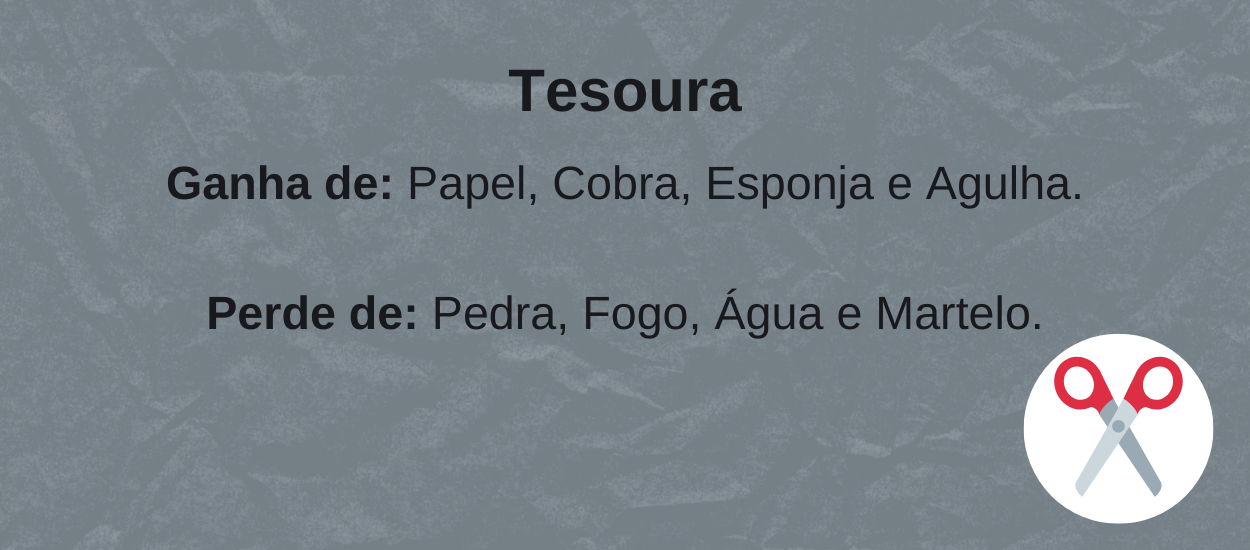 Tesoura
Ganha de: Papel, Cobra, Esponja e Agulha.
Perde de: Pedra, Fogo, Água e Martelo.